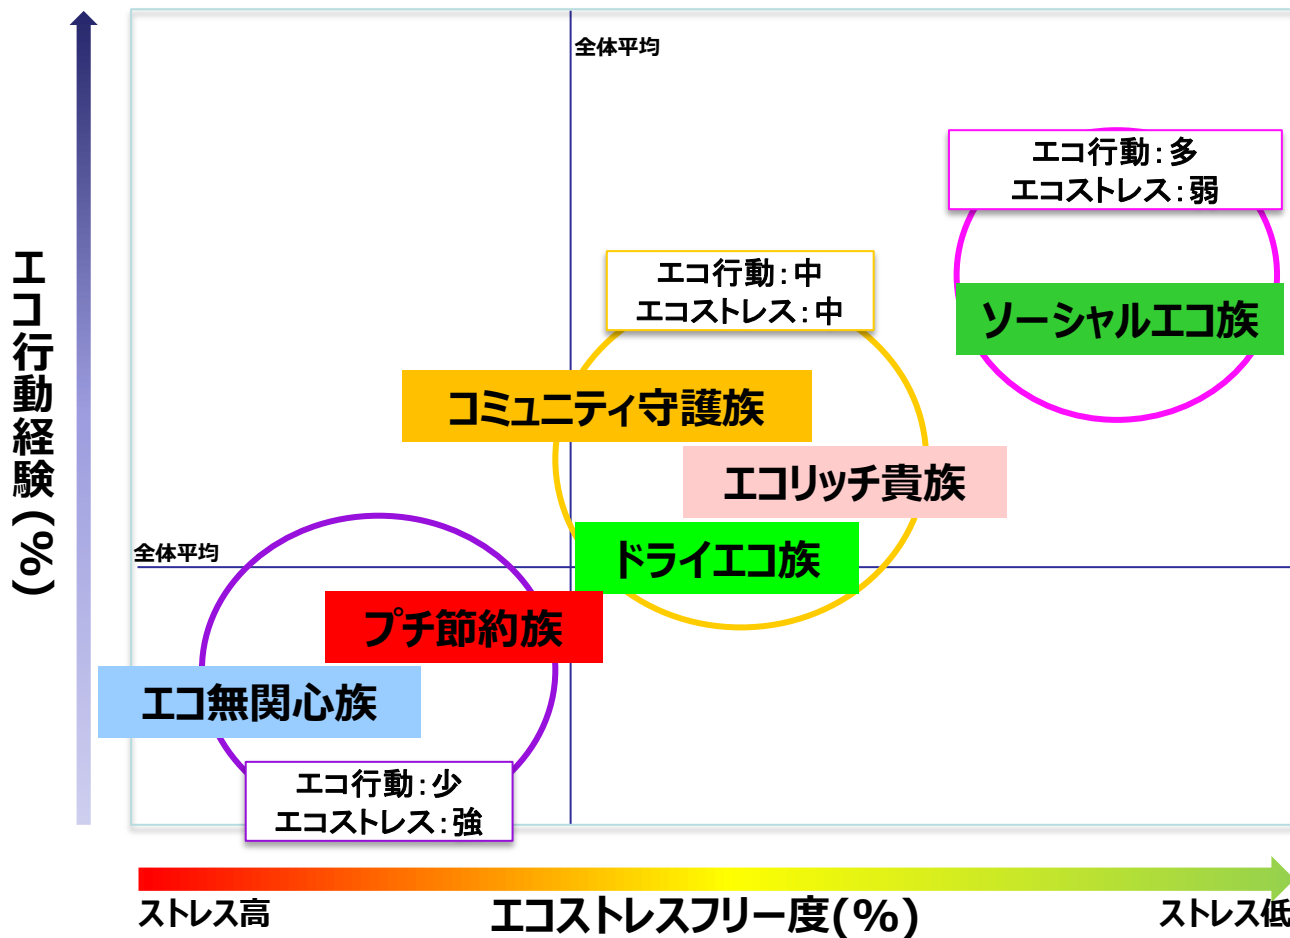 全体平均
エコ行動：多
エコストレス：弱
エコ行動：中
エコストレス：中
ソーシャルエコ族
コミュニティ守護族
エコリッチ貴族
全体平均
ドライエコ族
プチ節約族
エコ無関心族
エコ行動：少
エコストレス：強
エコ行動経験(%)
ストレス高
エコストレスフリー度(%)
ストレス低